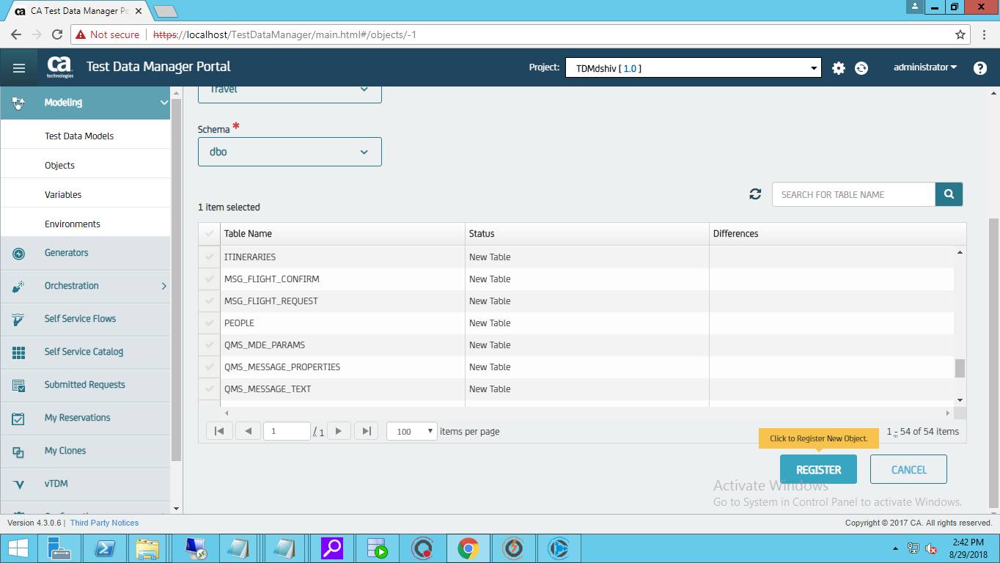 CA Test Data Manager Po
Not secure
https://localhost/TestDataManager/main.html#/objects/-1
ca
technologies
Test Data Manager Portal
Project:
TDMdshiv [ 1.0 ]
administrator
?
Modeling
Test Data Models
Objects
Variables
Environments
Generators
Orchestration
Self Service Flows
Self Service Catalog
Submitted Requests
My Reservations
My Clones
vTDM
Travel
Schema *
dbo
SEARCH FOR TABLE NAME
1 item selected
Table Name Status Differences
ITINERARIES New Table
MSG_FLIGHT_CONFIRM New Table
MSG_FLIGHT_REQUEST New Table
PEOPLE New Table
QMS_MDE_PARAMS New Table
QMS_MESSAGE_PROPERTIES New Table
QMS_MESSAGE_TEXT New Table
1 / 1 100 items per page
1 - 54 of 54 items
Click to Register New Object.
REGISTER CANCEL
Activate Windows
Go to System in Control Panel to activate Windows.
Version 4.3.0.6 | Third Party Notices
Copyright © 2017 CA. All rights reserved.
2:42 PM
8/29/2018